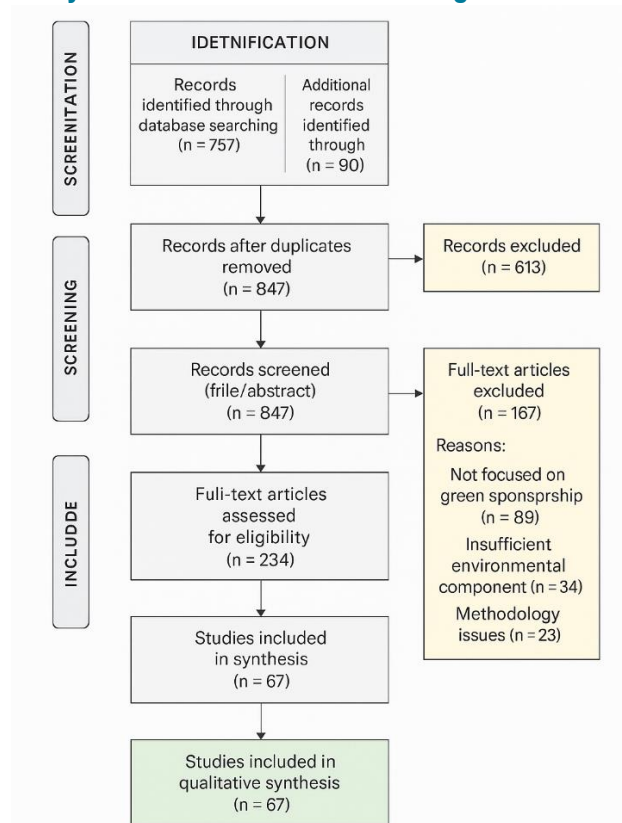 SCREENITATION
IDETNIFICATION
Records
identified through
database searching
(n = 757)
Additional
records
identified
through
(n = 90)
Records after duplicates
removed
(n = 847)
Records excluded
(n = 613)
SCREENING
Records screened
(frile/abstract)
(n = 847)
Full-text articles
excluded
(n = 167)
Reasons:
Not focused on
green sponsprship
(n = 89)
Insufficient
environmental
component (n = 34)
Methodology
issues (n = 23)
INCLUDDE
Fuli-text articles
assessed
for eligibility
(n = 234)
Studies included
in synthesis
(n = 67)
Studies included in
qualitative synthesis
(n = 67)